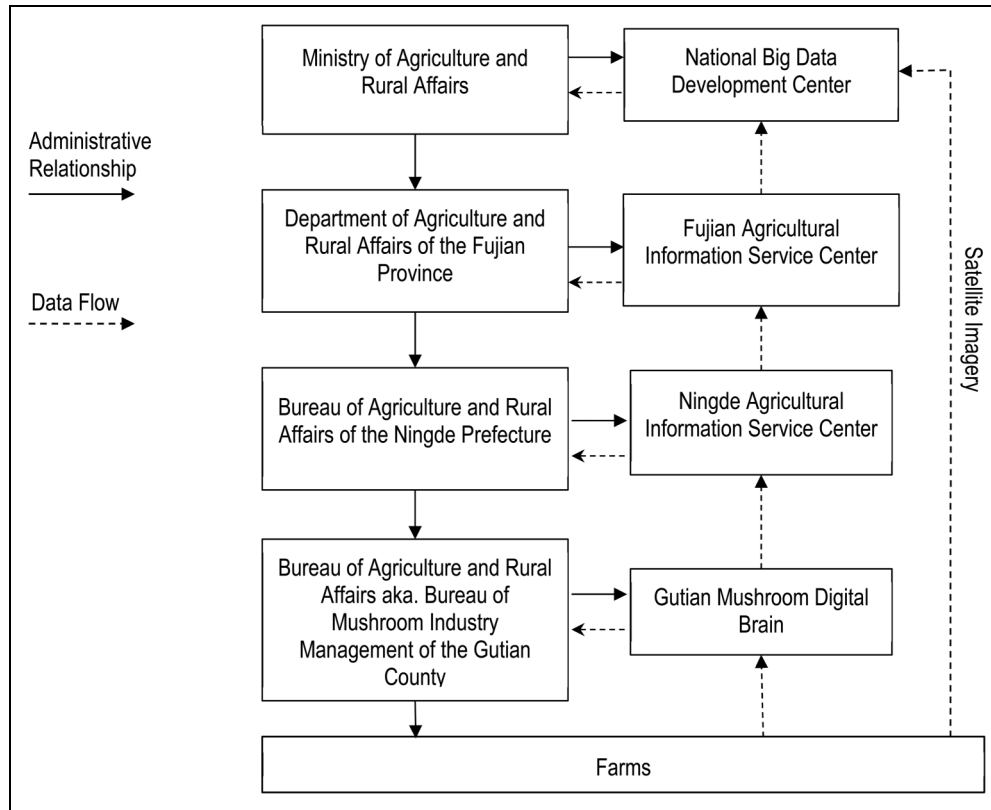 Ministry of Agriculture and
Rural Affairs
National Big Data
Development Center
Administrative
Relationship
Department of Agriculture and
Rural Affairs of the Fujian
Province
Fujian Agricultural
Information Service Center
Satellite Imagery
Data Flow
Bureau of Agriculture and Rural
Affairs of the Ningde Prefecture
Ningde Agricultural
Information Service Center
Bureau of Agriculture and Rural
Affairs aka. Bureau of
Mushroom Industry
Management of the Gutian
County
Gutian Mushroom Digital
Brain
Farms